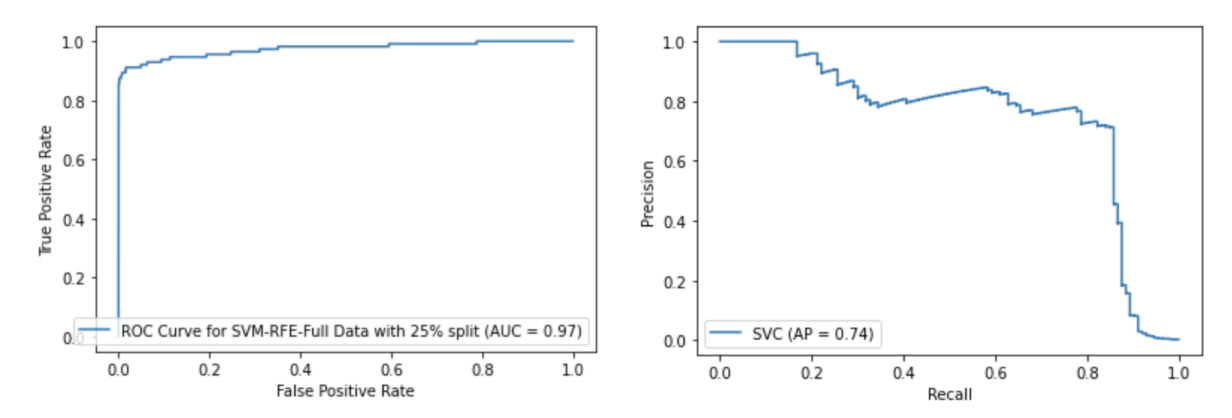 1.0
0.8
0.6
0.4
0.2
0.0
True Positive Rate
ROC Curve for SVM-RFE-Full Data with 25% split (AUC = 0.97)
0.0 0.2 0.4 0.6 0.8 1.0
False Positive Rate
1.0
0.8
0.6
0.4
0.2
0.0
Precision
SVC (AP = 0.74)
0.0 0.2 0.4 0.6 0.8 1.0
Recall